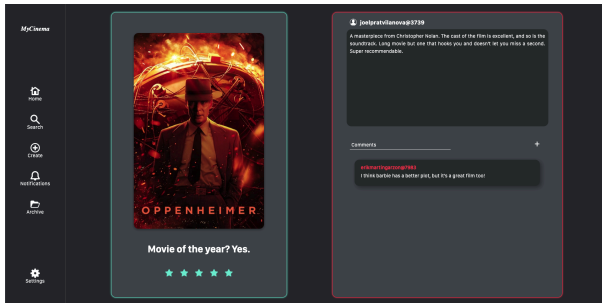 MyCinema
Home
Search
Create
Notifications
Archive
Settings
OPPENHEIMER
Movie of the year? Yes.
joelpratvilanova@3739
A masterpiece from Christopher Nolan. The cast of the film is excellent, and so is the
soundtrack. Long movie but one that hooks you and doesn't let you miss a second.
Super recommendable.
Comments
+
I think barbie has a better plot, but it's a great film too!